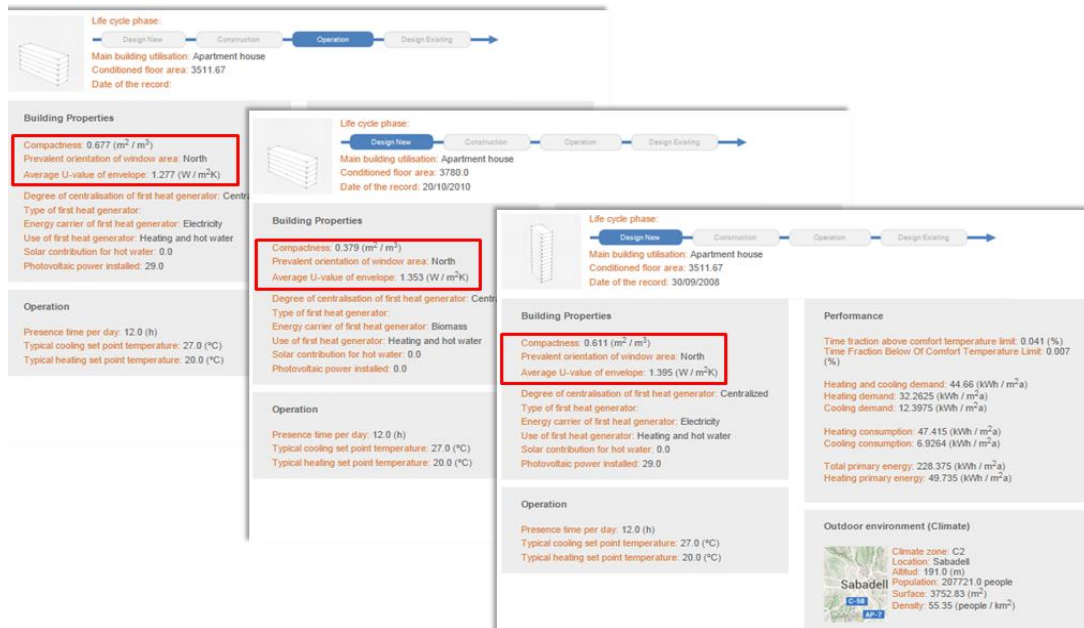 Life cycle phase:
Design New Construction Operation Design Existing
Main building utilisation: Apartment house
Conditioned floor area: 3511.67
Date of the record:
Building Properties
Compactness: 0.677 (m² / m³)
Prevalent orientation of window area: North
Average U-value of envelope: 1.277 (W / m²K)
Degree of centralisation of first heat generator:
Type of first heat generator:
Energy carrier of first heat generator: Electricity
Use of first heat generator: Heating and hot water
Solar contribution for hot water: 0.0
Photovoltaic power installed: 29.0
Operation
Presence time per day: 12.0 (h)
Typical cooling set point temperature: 27.0 (ºC)
Typical heating set point temperature: 20.0 (ºC)
Life cycle phase:
Design New Construction Operation Design Existing
Main building utilisation: Apartment house
Conditioned floor area: 3780.0
Date of the record: 20/10/2010
Building Properties
Compactness: 0.379 (m² / m³)
Prevalent orientation of window area: North
Average U-value of envelope: 1.353 (W / m²K)
Degree of centralisation of first heat generator:
Type of first heat generator:
Energy carrier of first heat generator: Biomass
Use of first heat generator: Heating and hot water
Solar contribution for hot water: 0.0
Photovoltaic power installed: 0.0
Operation
Presence time per day: 12.0 (h)
Typical cooling set point temperature: 27.0 (ºC)
Typical heating set point temperature: 20.0 (ºC)
Life cycle phase:
Design New Construction Operation Design Existing
Main building utilisation: Apartment house
Conditioned floor area: 3511.67
Date of the record: 30/09/2008
Building Properties
Compactness: 0.611 (m² / m³)
Prevalent orientation of window area: North
Average U-value of envelope: 1.395 (W / m²K)
Degree of centralisation of first heat generator: Centralized
Type of first heat generator:
Energy carrier of first heat generator: Electricity
Use of first heat generator: Heating and hot water
Solar contribution for hot water: 0.0
Photovoltaic power installed: 29.0
Operation
Presence time per day: 12.0 (h)
Typical cooling set point temperature: 27.0 (ºC)
Typical heating set point temperature: 20.0 (ºC)
Performance
Time fraction above comfort temperature limit: 0.041 (%)
Time Fraction Below Of Comfort Temperature Limit: 0.007
(%)
Heating and cooling demand: 44.66 (kWh / m²a)
Heating demand: 32.2625 (kWh / m²a)
Cooling demand: 12.3975 (kWh / m²a)
Heating consumption: 47.415 (kWh / m²a)
Cooling consumption: 6.9264 (kWh / m²a)
Total primary energy: 228.375 (kWh / m²a)
Heating primary energy: 49.735 (kWh / m²a)
Outdoor environment (Climate)
Climate zone: C2
Location: Sabadell
Altitud: 191.0 (m)
Population: 207721.0 people
Surface: 3752.83 (m²)
Density: 55.35 (people / km²)
Sabadell
C-58
AP-7